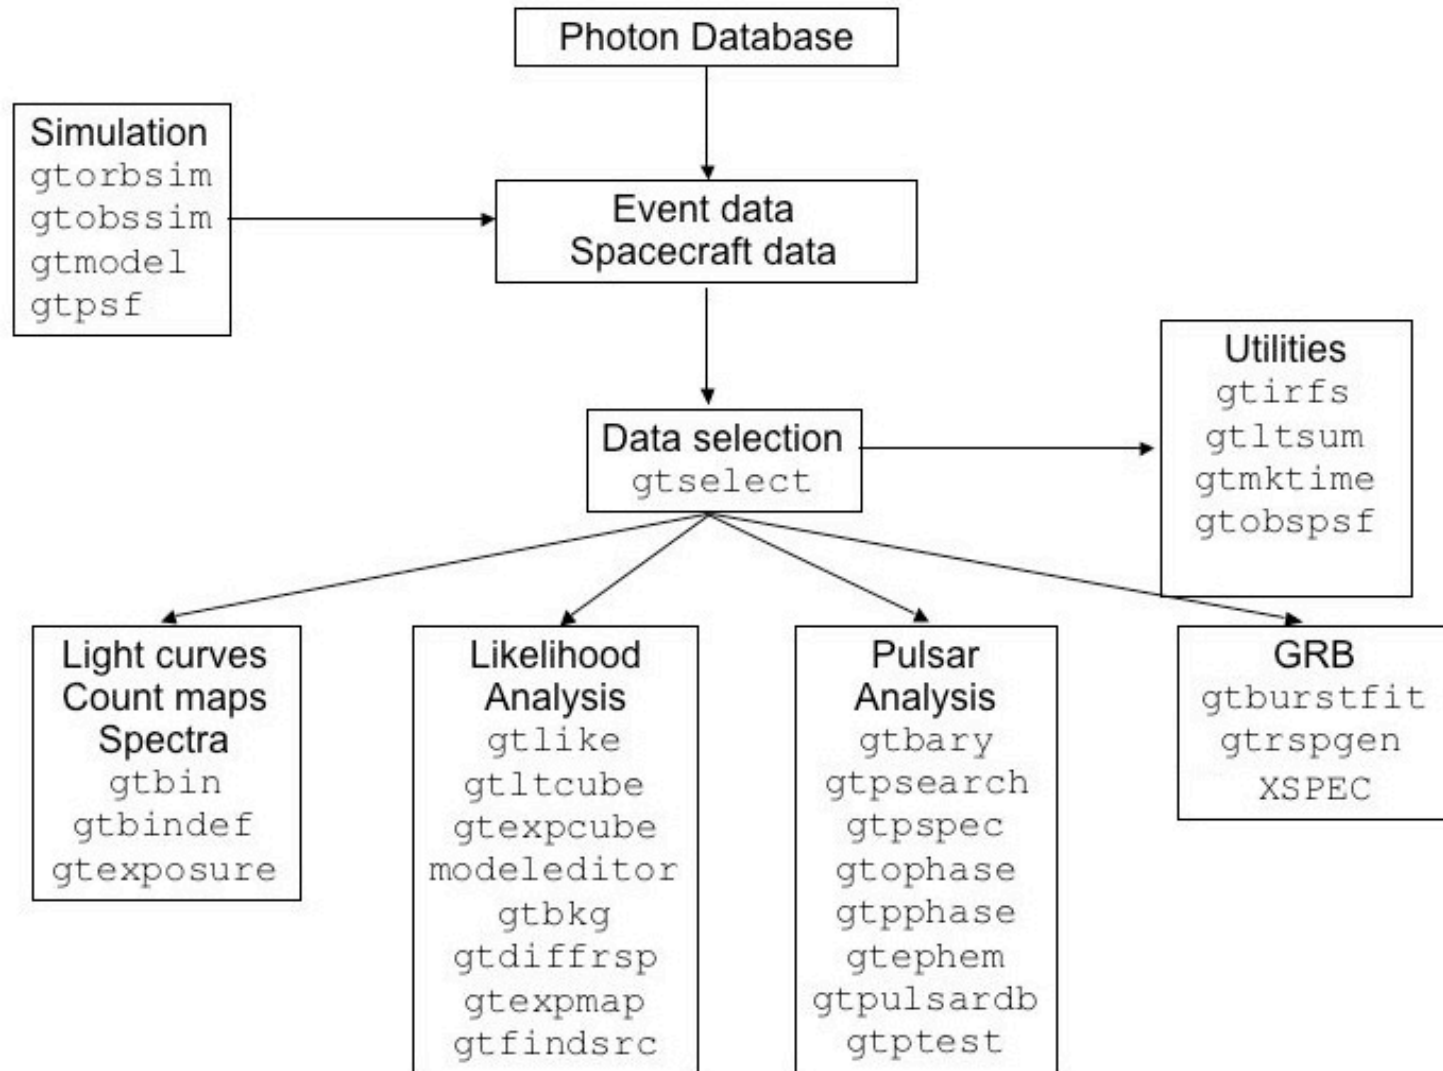 Photon Database
Simulation
gtorbsim
gtobssim
gtmodel
gtpsf
Event data
Spacecraft data
Utilities
gtirfs
gtltsum
gtmktime
gtobspsf
Data selection
gtselect
Light curves
Count maps
Spectra
gtbin
gtbindef
gtexposure
Likelihood
Analysis
gtlike
gtltcube
gtexpcube
modeleditor
gtbkg
gtdiffrsp
gtexpmap
gtfindsrc
Pulsar
Analysis
gtbary
gtpsearch
gtpspec
gtophase
gtpphase
gtephem
gtpulsardb
gtptest
GRB
gtburstfit
gtrspgen
XSPEC